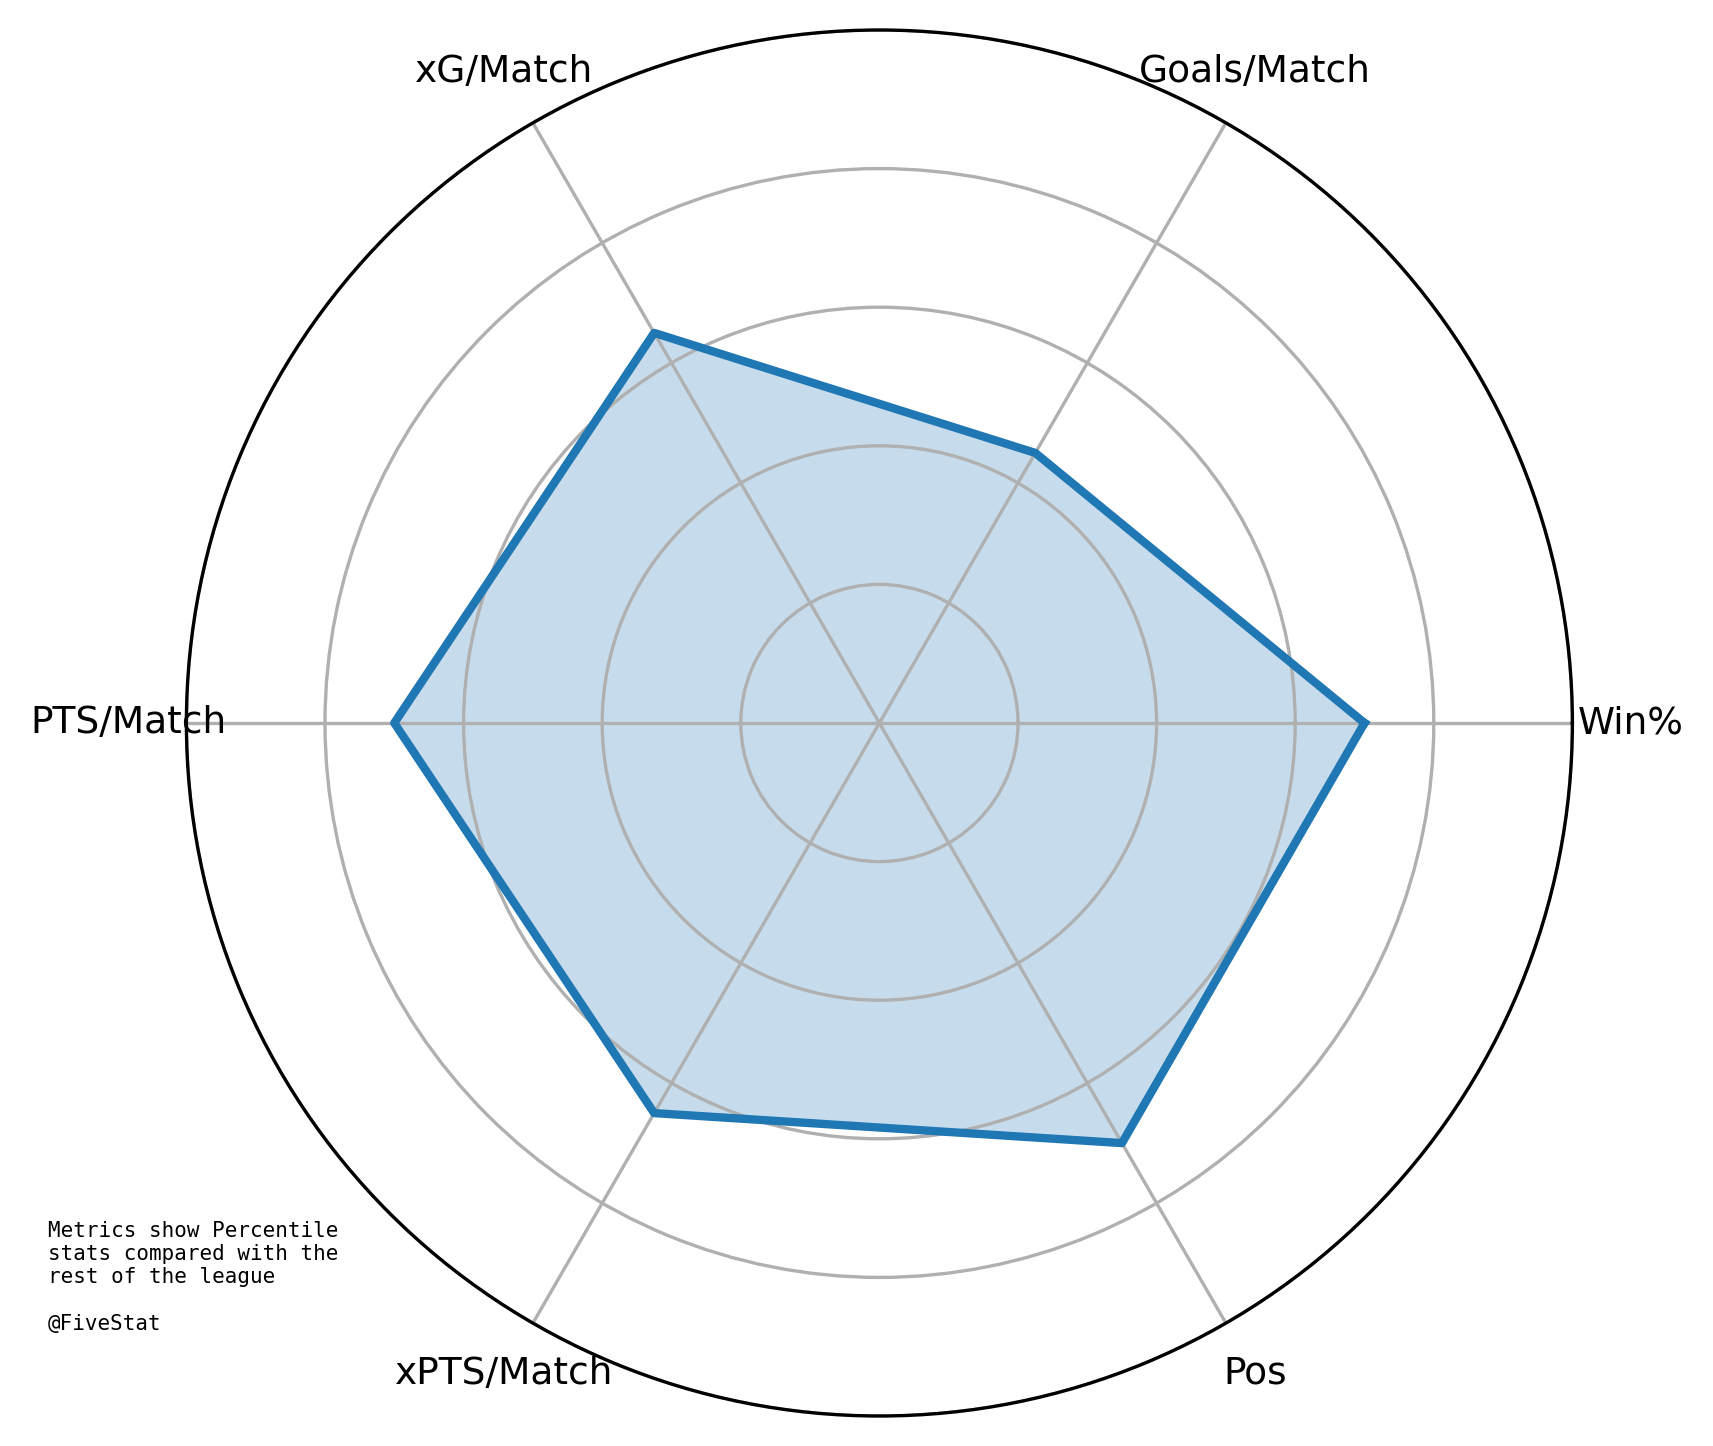 xG/Match
Goals/Match
PTS/Match
Win%
Metrics show Percentile
stats compared with the
rest of the league
@FiveStat
xPTS/Match
Pos